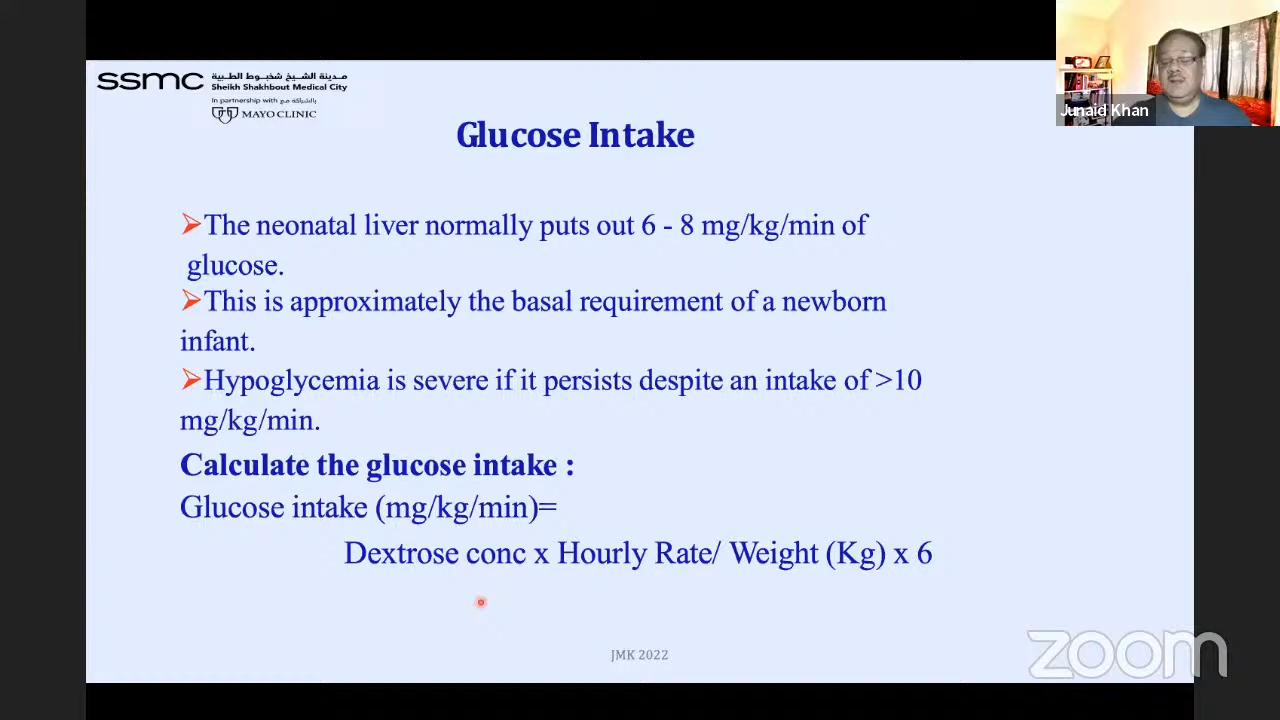 ssmc
مدينة الشيخ شخبوط الطبية
Sheikh Shakhbout Medical City
In partnership with بالشراكة مع
MAYO CLINIC
Junaid Khan
Glucose Intake
➢The neonatal liver normally puts out 6 - 8 mg/kg/min of
glucose.
➢This is approximately the basal requirement of a newborn
infant.
➢Hypoglycemia is severe if it persists despite an intake of >10
mg/kg/min.
Calculate the glucose intake :
Glucose intake (mg/kg/min)=
Dextrose conc x Hourly Rate/ Weight (Kg) x 6
JMK 2022
zoom